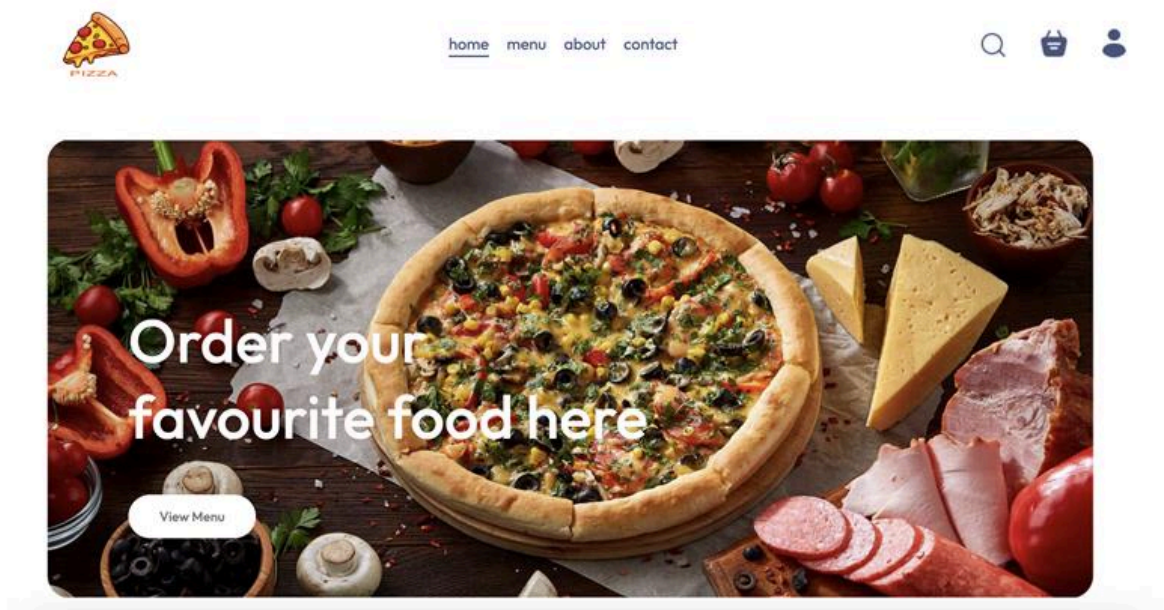 PIZZA
home menu about contact
Order your
favourite food here
View Menu